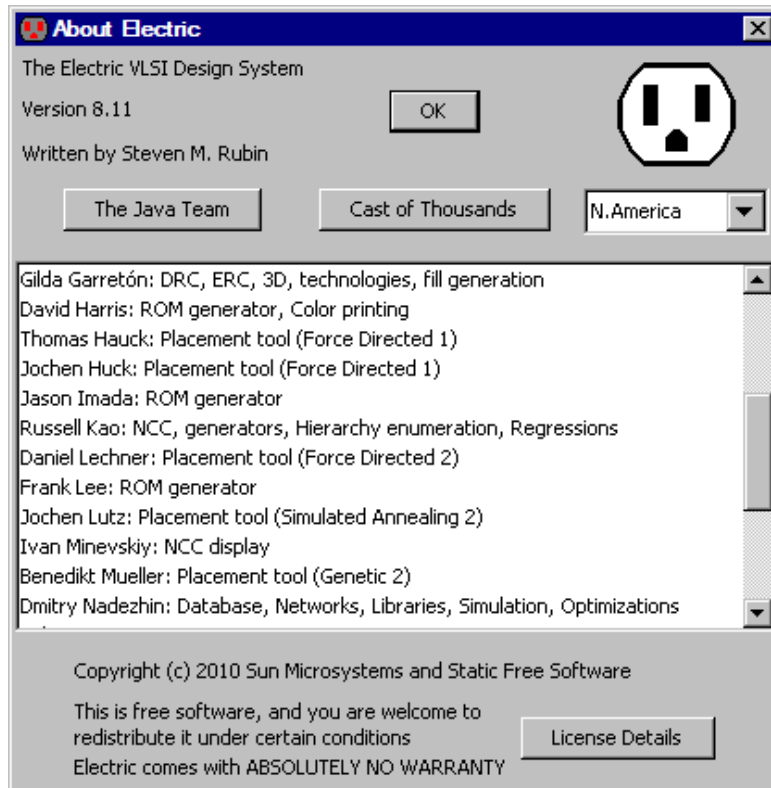 About Electric
The Electric VLSI Design System
Version 8.11
OK
Written by Steven M. Rubin
The Java Team
Cast of Thousands
N.America
Gilda Garretón: DRC, ERC, 3D, technologies, fill generation
David Harris: ROM generator, Color printing
Thomas Hauck: Placement tool (Force Directed 1)
Jochen Huck: Placement tool (Force Directed 1)
Jason Imada: ROM generator
Russell Kao: NCC, generators, Hierarchy enumeration, Regressions
Daniel Lechner: Placement tool (Force Directed 2)
Frank Lee: ROM generator
Jochen Lutz: Placement tool (Simulated Annealing 2)
Ivan Minevskiy: NCC display
Benedikt Mueller: Placement tool (Genetic 2)
Dmitry Nadezhin: Database, Networks, Libraries, Simulation, Optimizations
Copyright (c) 2010 Sun Microsystems and Static Free Software
This is free software, and you are welcome to
redistribute it under certain conditions
License Details
Electric comes with ABSOLUTELY NO WARRANTY